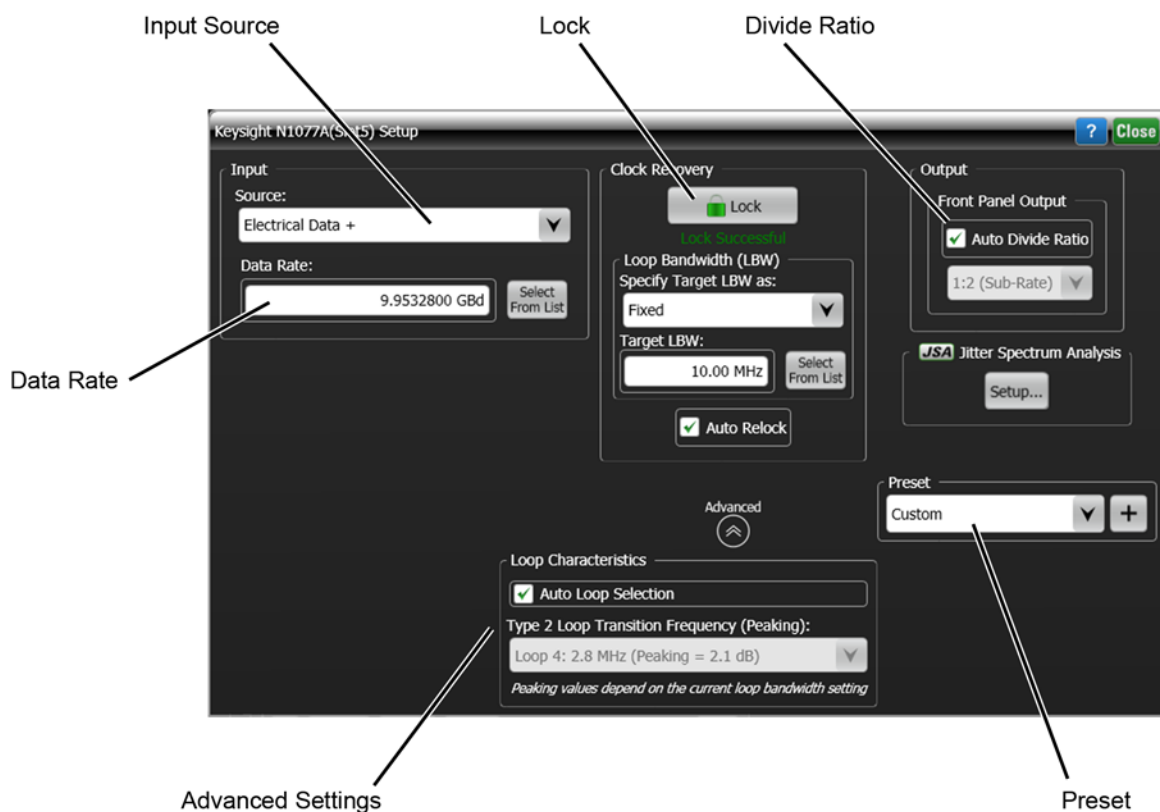 Input Source
Lock
Divide Ratio
Keysight N1077A(Slot5) Setup
?
Close
Input
Source:
Electrical Data +
Data Rate:
9.9532800 GBd
Select
From List
Clock Recovery
Lock
Lock Successful
Loop Bandwidth (LBW)
Specify Target LBW as:
Fixed
Target LBW:
10.00 MHz
Select
From List
Auto Relock
Output
Front Panel Output
Auto Divide Ratio
1:2 (Sub-Rate)
JSA Jitter Spectrum Analysis
Setup...
Data Rate
Preset
Custom
+
Advanced
Loop Characteristics
Auto Loop Selection
Type 2 Loop Transition Frequency (Peaking):
Loop 4: 2.8 MHz (Peaking = 2.1 dB)
Peaking values depend on the current loop bandwidth setting
Advanced Settings
Preset